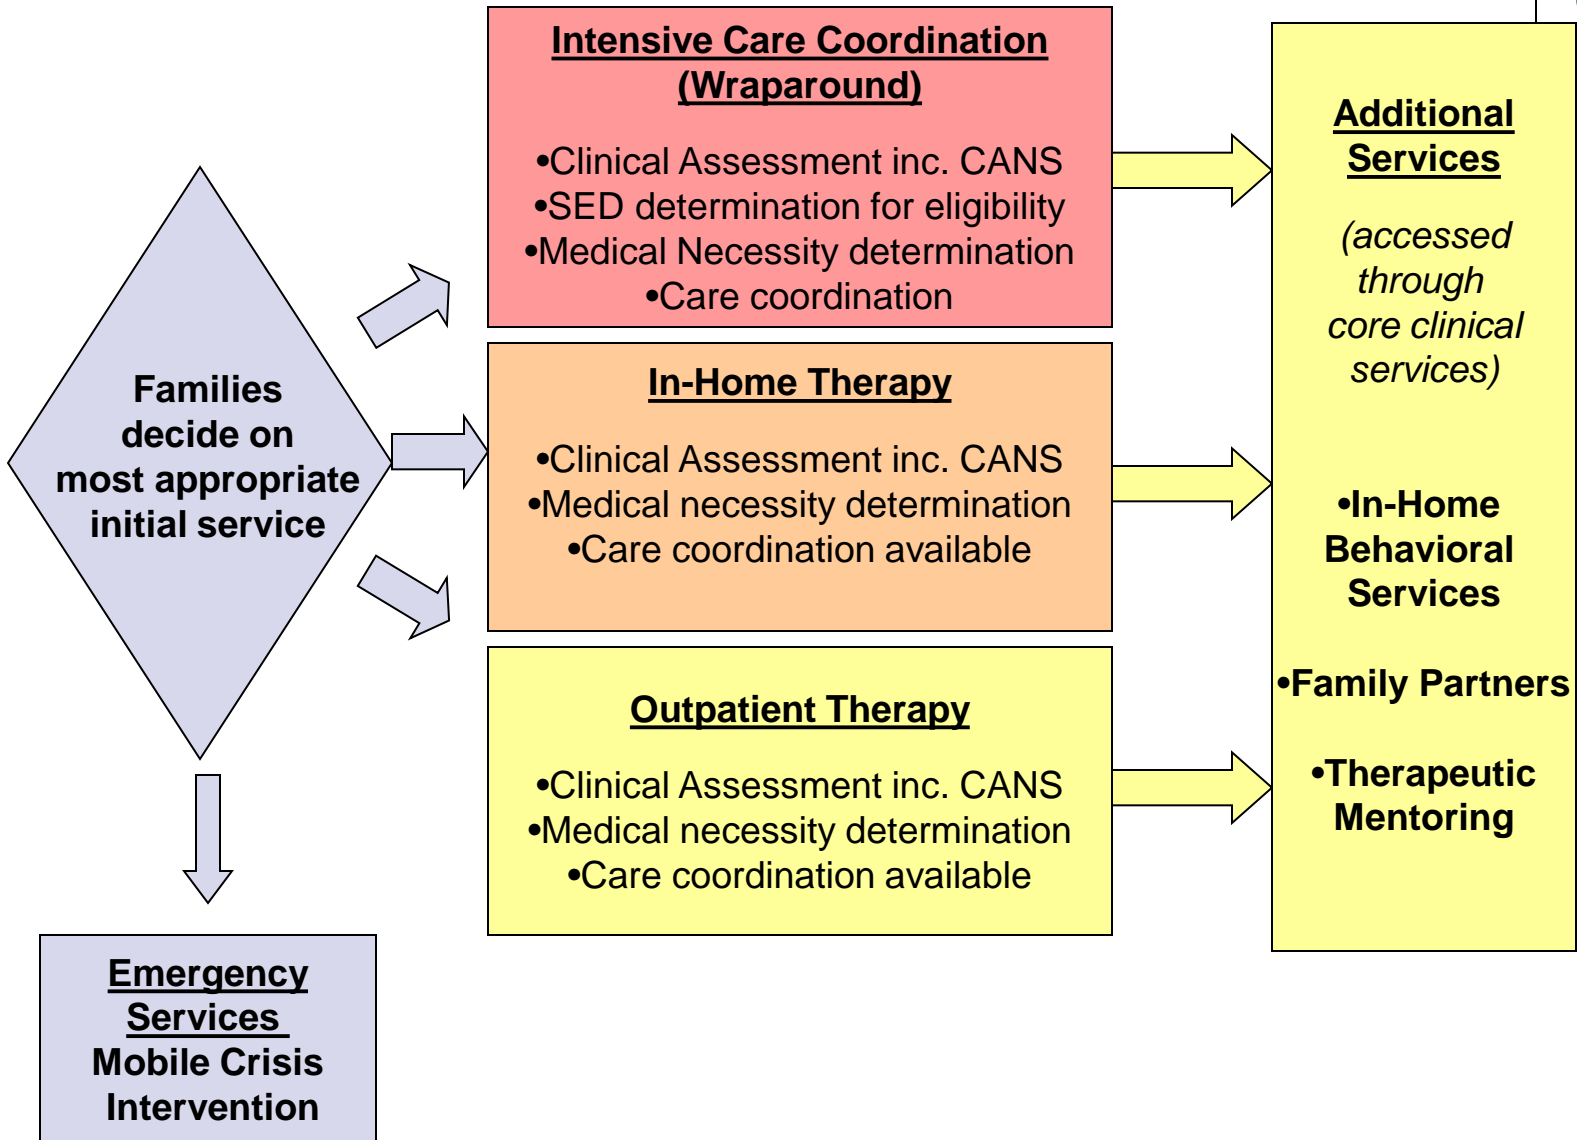 Families
decide on
most appropriate
initial service
Intensive Care Coordination
(Wraparound)
•Clinical Assessment inc. CANS
•SED determination for eligibility
•Medical Necessity determination
•Care coordination
In-Home Therapy
•Clinical Assessment inc. CANS
•Medical necessity determination
•Care coordination available
Outpatient Therapy
•Clinical Assessment inc. CANS
•Medical necessity determination
•Care coordination available
Additional
Services
(accessed
through
core clinical
services)
•In-Home
Behavioral
Services
•Family Partners
•Therapeutic
Mentoring
Emergency
Services
Mobile Crisis
Intervention